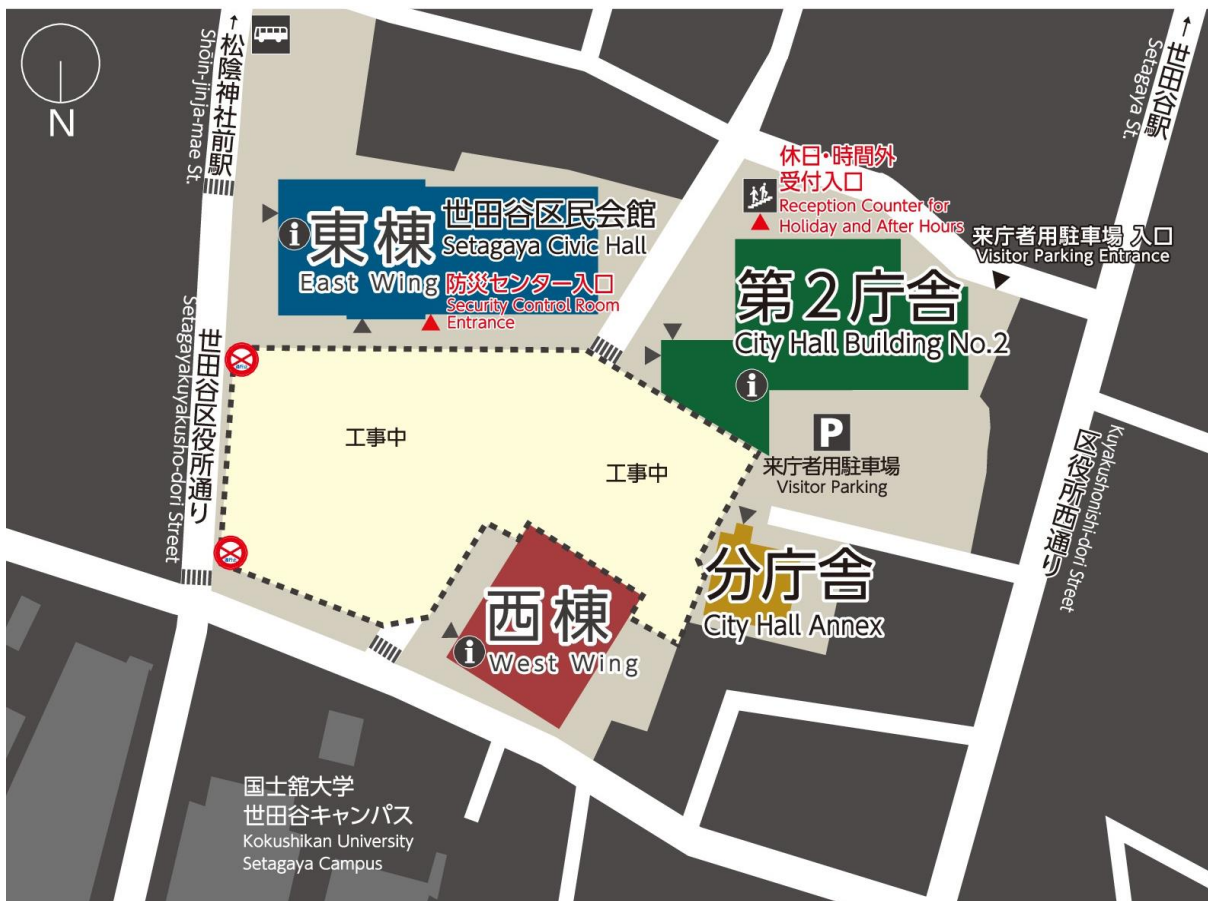 N
↑松陰神社前駅
Shōin-jinja-mae St.
↑世田谷駅
Setagaya St.
休日・時間外
受付入口
Reception Counter for
Holiday and After Hours
来庁者用駐車場 入口
Visitor Parking Entrance
東棟
East Wing
世田谷区民会館
Setagaya Civic Hall
防災センター入口
Security Control Room
Entrance
第2庁舎
City Hall Building No.2
P
来庁者用駐車場
Visitor Parking
世田谷区役所通り
Setagayakuyakusho-dori Street
工事中
工事中
区役所西通り
Kuyakushonishi-dori Street
分庁舎
City Hall Annex
西棟
West Wing
国士舘大学
世田谷キャンパス
Kokushikan University
Setagaya Campus